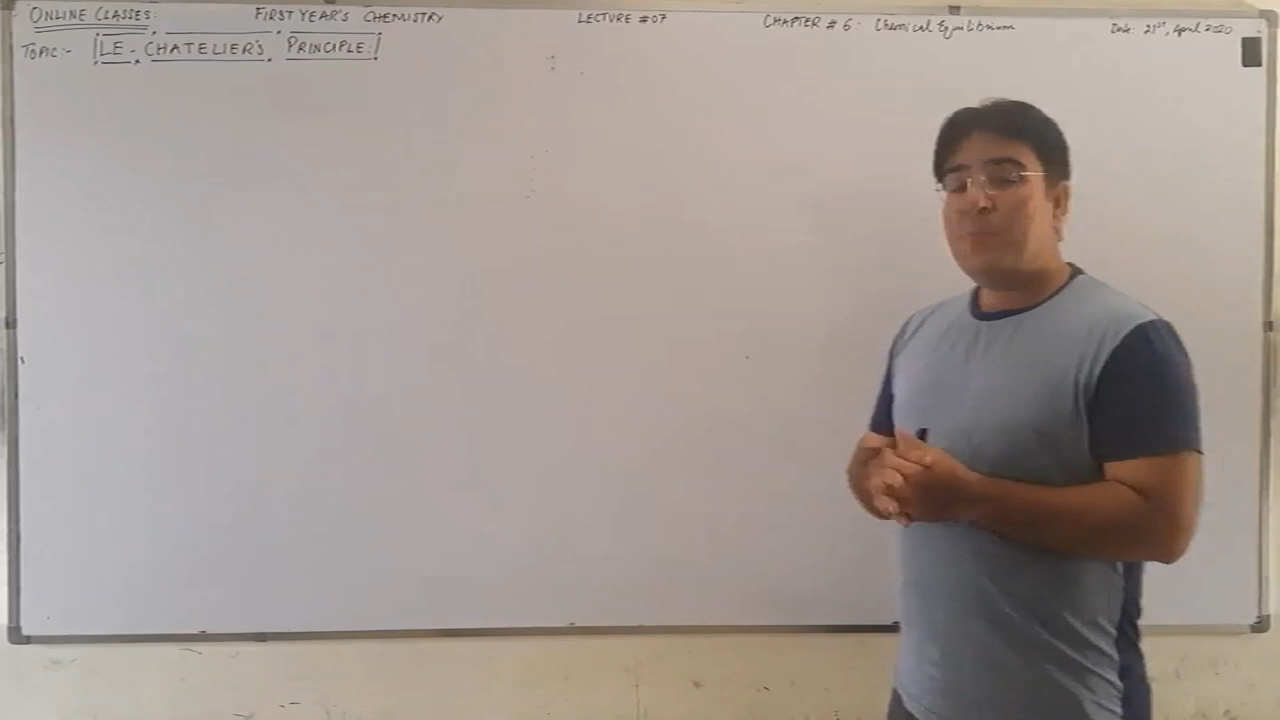 ONLINE CLASSES: FIRST YEAR'S CHEMISTRY LECTURE #07 CHAPTER # 6: Chemical Equilibrium Date: 21st, April 2020
TOPIC:- LE-CHATELIER'S PRINCIPLE: